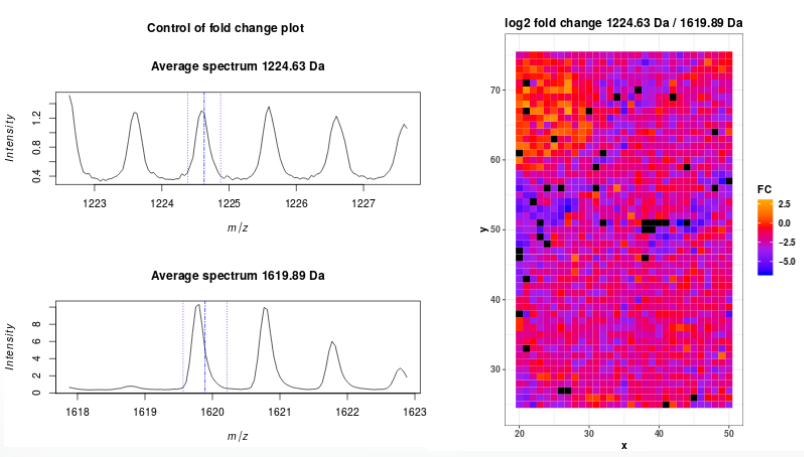 Control of fold change plot
Average spectrum 1224.63 Da
Intensity
1.2
0.8
0.4
1223 1224 1225 1226 1227
m/z
Average spectrum 1619.89 Da
Intensity
8
6
4
2
0
1618 1619 1620 1621 1622 1623
m/z
log2 fold change 1224.63 Da / 1619.89 Da
y
70
60
50
40
30
20 30 40 50
x
FC
2.5
0.0
-2.5
-5.0